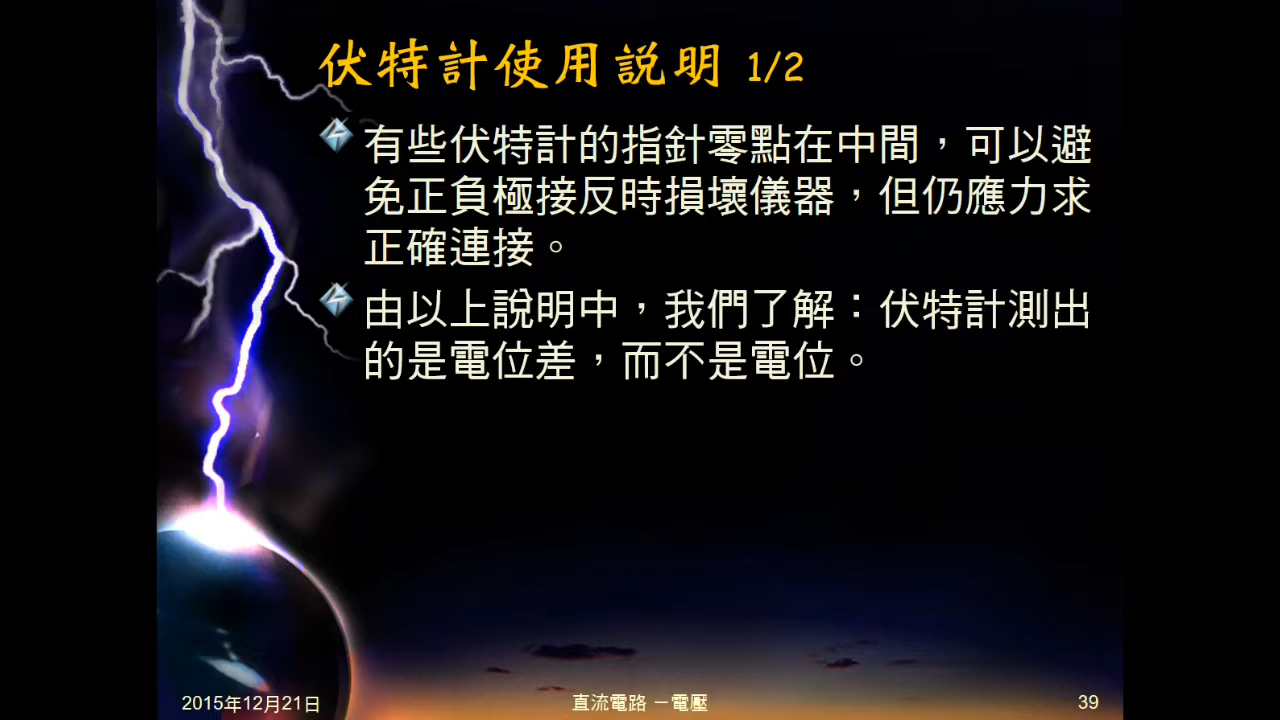 伏特計使用説明 1/2
有些伏特計的指針零點在中間，可以避
免正負極接反時損壞儀器，但仍應力求
正確連接。
由以上說明中，我們了解：伏特計測出
的是電位差，而不是電位。
2015年12月21日
直流電路 － 電壓
39